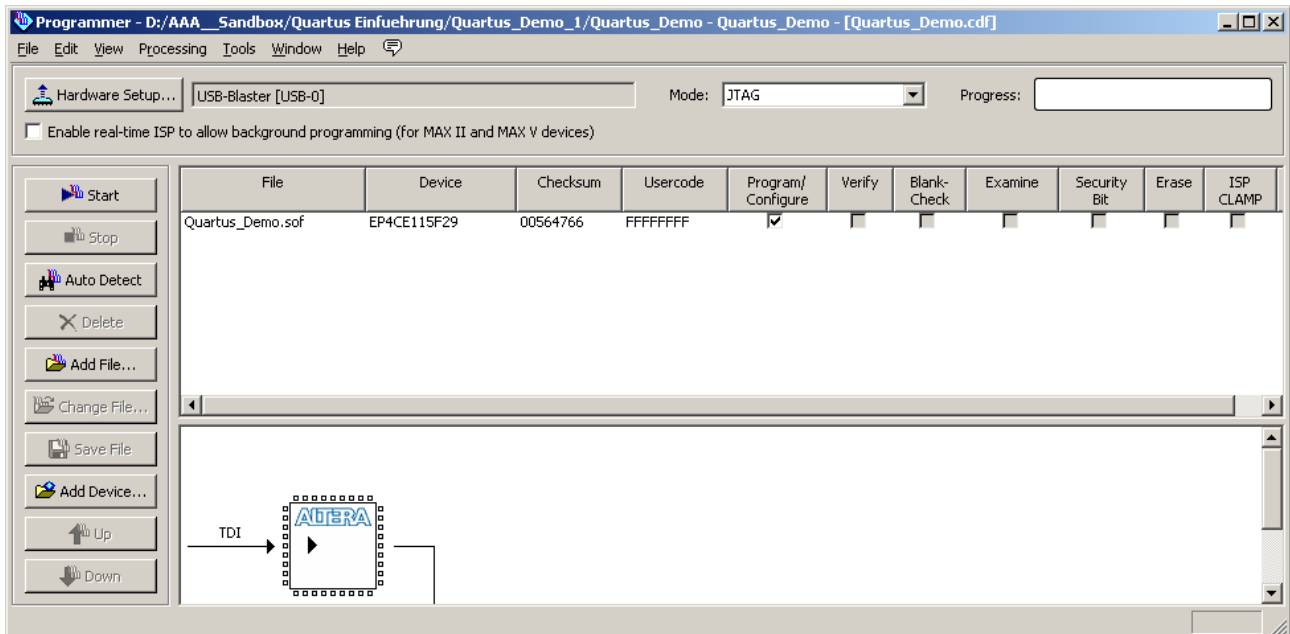 Programmer - D:/AAA__Sandbox/Quartus Einfuehrung/Quartus_Demo_1/Quartus_Demo - Quartus_Demo - [Quartus_Demo.cdf]
File Edit View Processing Tools Window Help
Hardware Setup... USB-Blaster [USB-0] Mode: JTAG Progress:
Enable real-time ISP to allow background programming (for MAX II and MAX V devices)
Start
Stop
Auto Detect
Delete
Add File...
Change File...
Save File
Add Device...
Up
Down
File Device Checksum Usercode Program/ Configure Verify Blank- Check Examine Security Bit Erase ISP CLAMP
Quartus_Demo.sof EP4CE115F29 00564766 FFFFFFFF
ALTERA
TDI